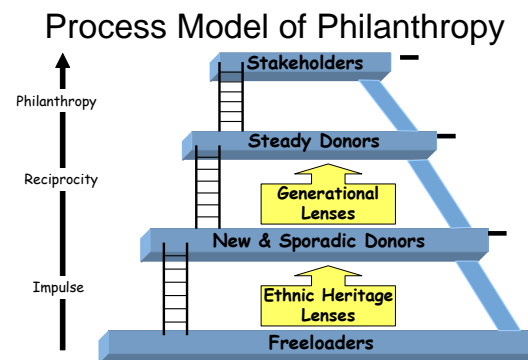 Process Model of Philanthropy
Stakeholders
Philanthropy
Steady Donors
Reciprocity
Generational
Lenses
New & Sporadic Donors
Impulse
Ethnic Heritage
Lenses
Freeloaders